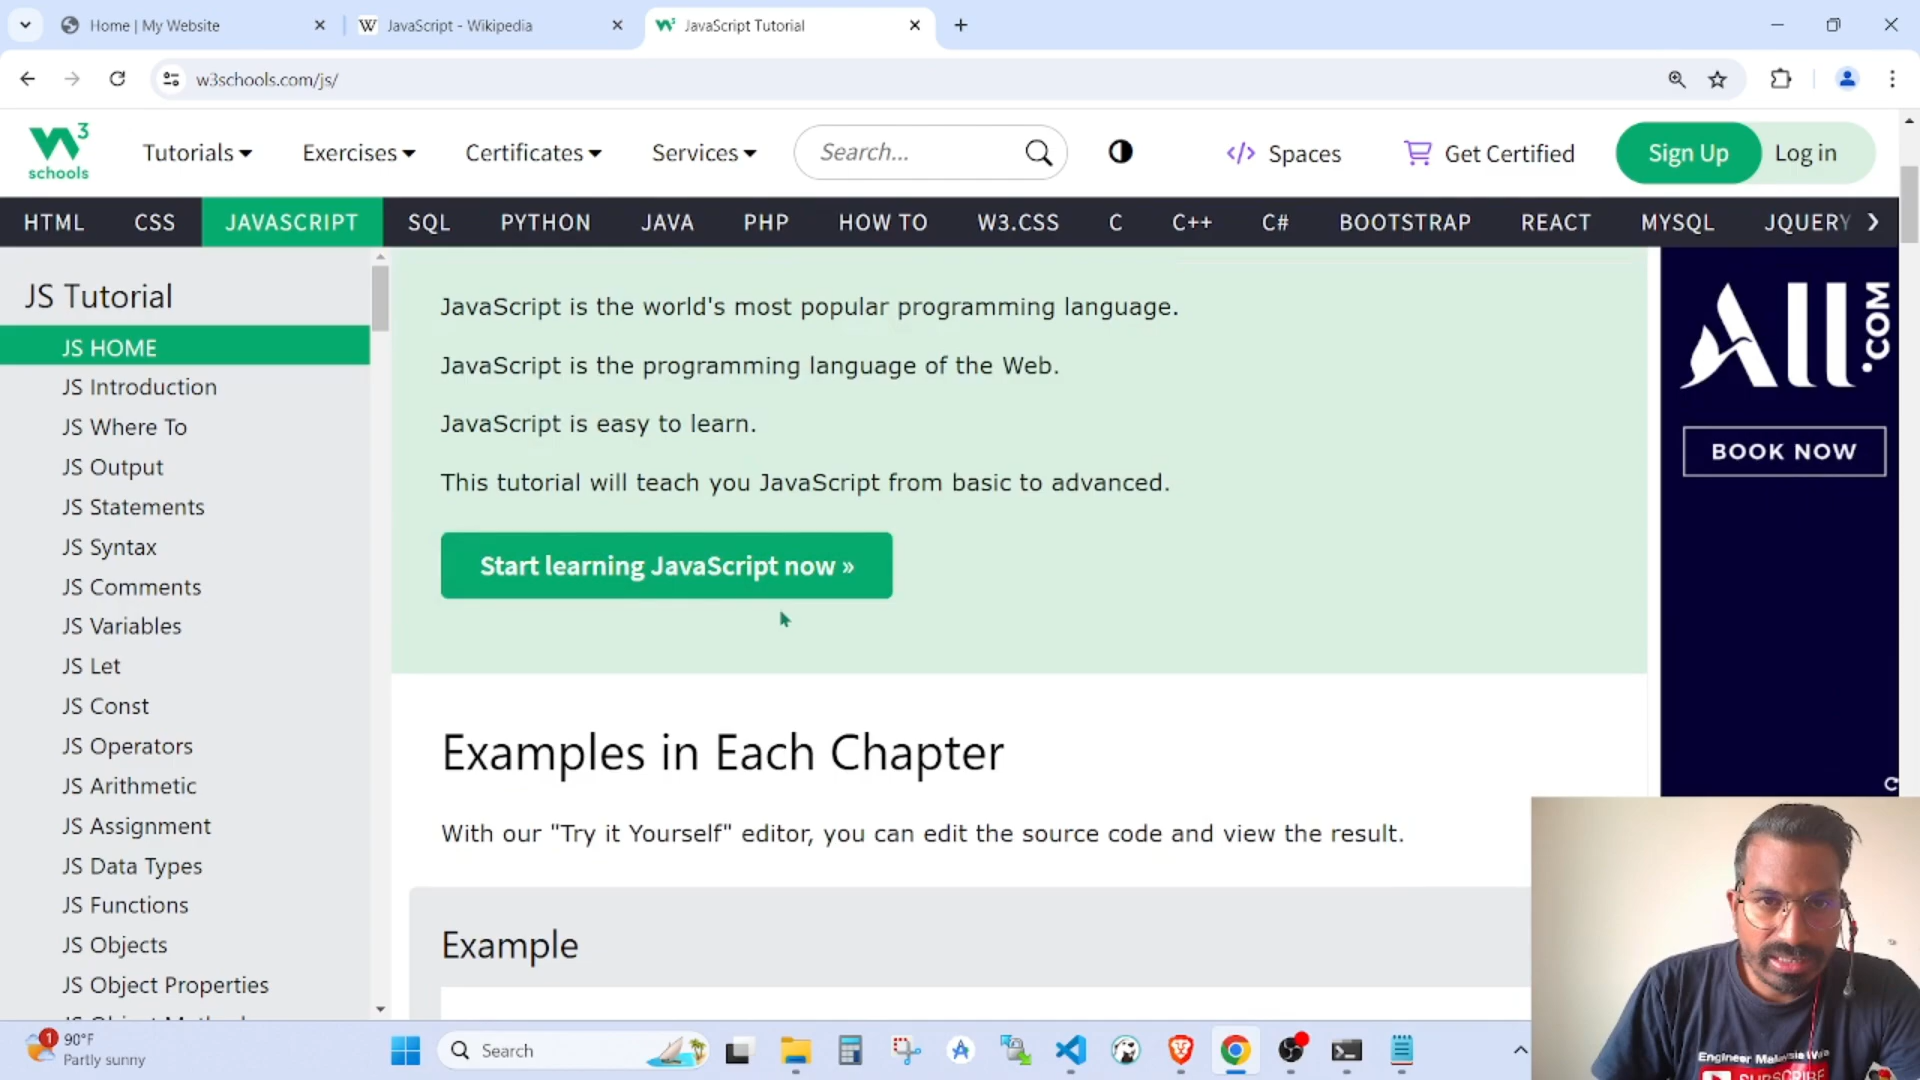 Home | My Website
JavaScript - Wikipedia
JavaScript Tutorial
w3schools.com/js/
W3 schools
Tutorials
Exercises
Certificates
Services
Search...
Spaces
Get Certified
Sign Up
Log in
HTML
CSS
JAVASCRIPT
SQL
PYTHON
JAVA
PHP
HOW TO
W3.CSS
C
C++
C#
BOOTSTRAP
REACT
MYSQL
JQUERY
JS Tutorial
JS HOME
JS Introduction
JS Where To
JS Output
JS Statements
JS Syntax
JS Comments
JS Variables
JS Let
JS Const
JS Operators
JS Arithmetic
JS Assignment
JS Data Types
JS Functions
JS Objects
JS Object Properties
JavaScript is the world's most popular programming language.
JavaScript is the programming language of the Web.
JavaScript is easy to learn.
This tutorial will teach you JavaScript from basic to advanced.
Start learning JavaScript now »
Examples in Each Chapter
With our "Try it Yourself" editor, you can edit the source code and view the result.
Example
ALL.COM
BOOK NOW
Engineer Malaysia
SUBSCRIBE
1
90°F
Partly sunny
Search